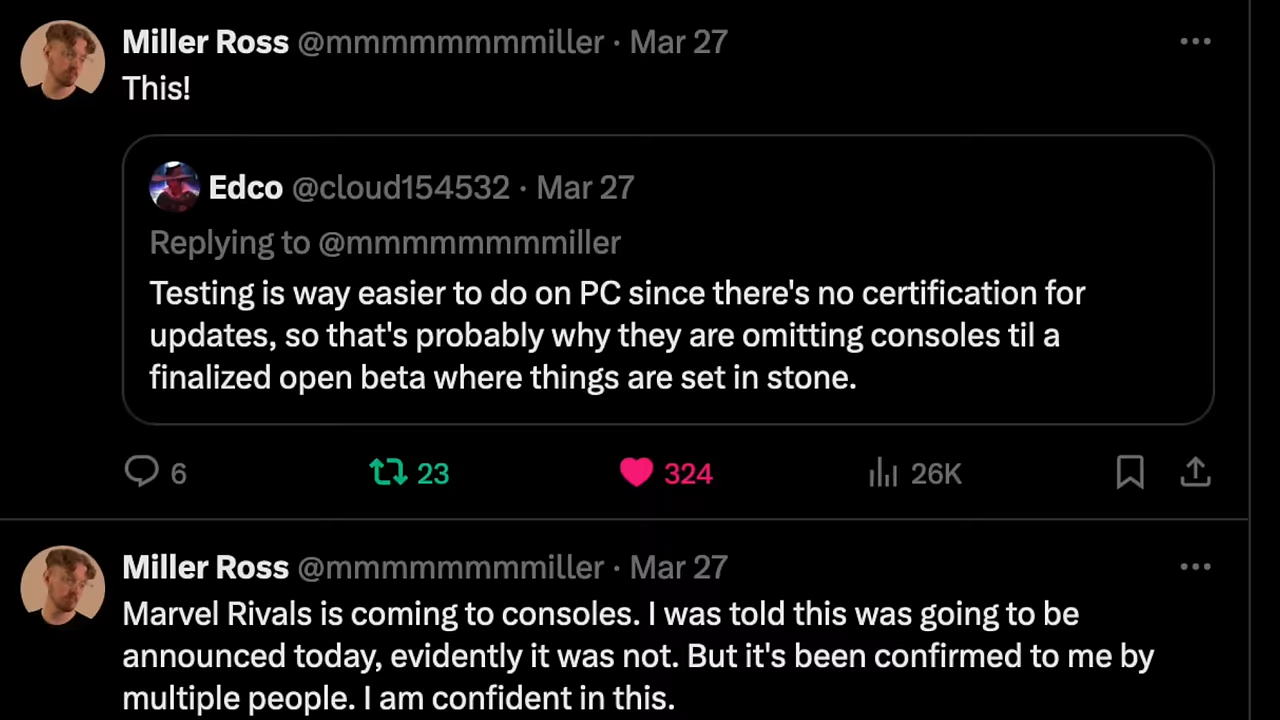 Miller Ross @mmmmmmmmiller · Mar 27
This!
Edco @cloud154532 · Mar 27
Replying to @mmmmmmmmiller
Testing is way easier to do on PC since there's no certification for
updates, so that's probably why they are omitting consoles til a
finalized open beta where things are set in stone.
6 23 324 26K
Miller Ross @mmmmmmmmiller · Mar 27
Marvel Rivals is coming to consoles. I was told this was going to be
announced today, evidently it was not. But it's been confirmed to me by
multiple people. I am confident in this.